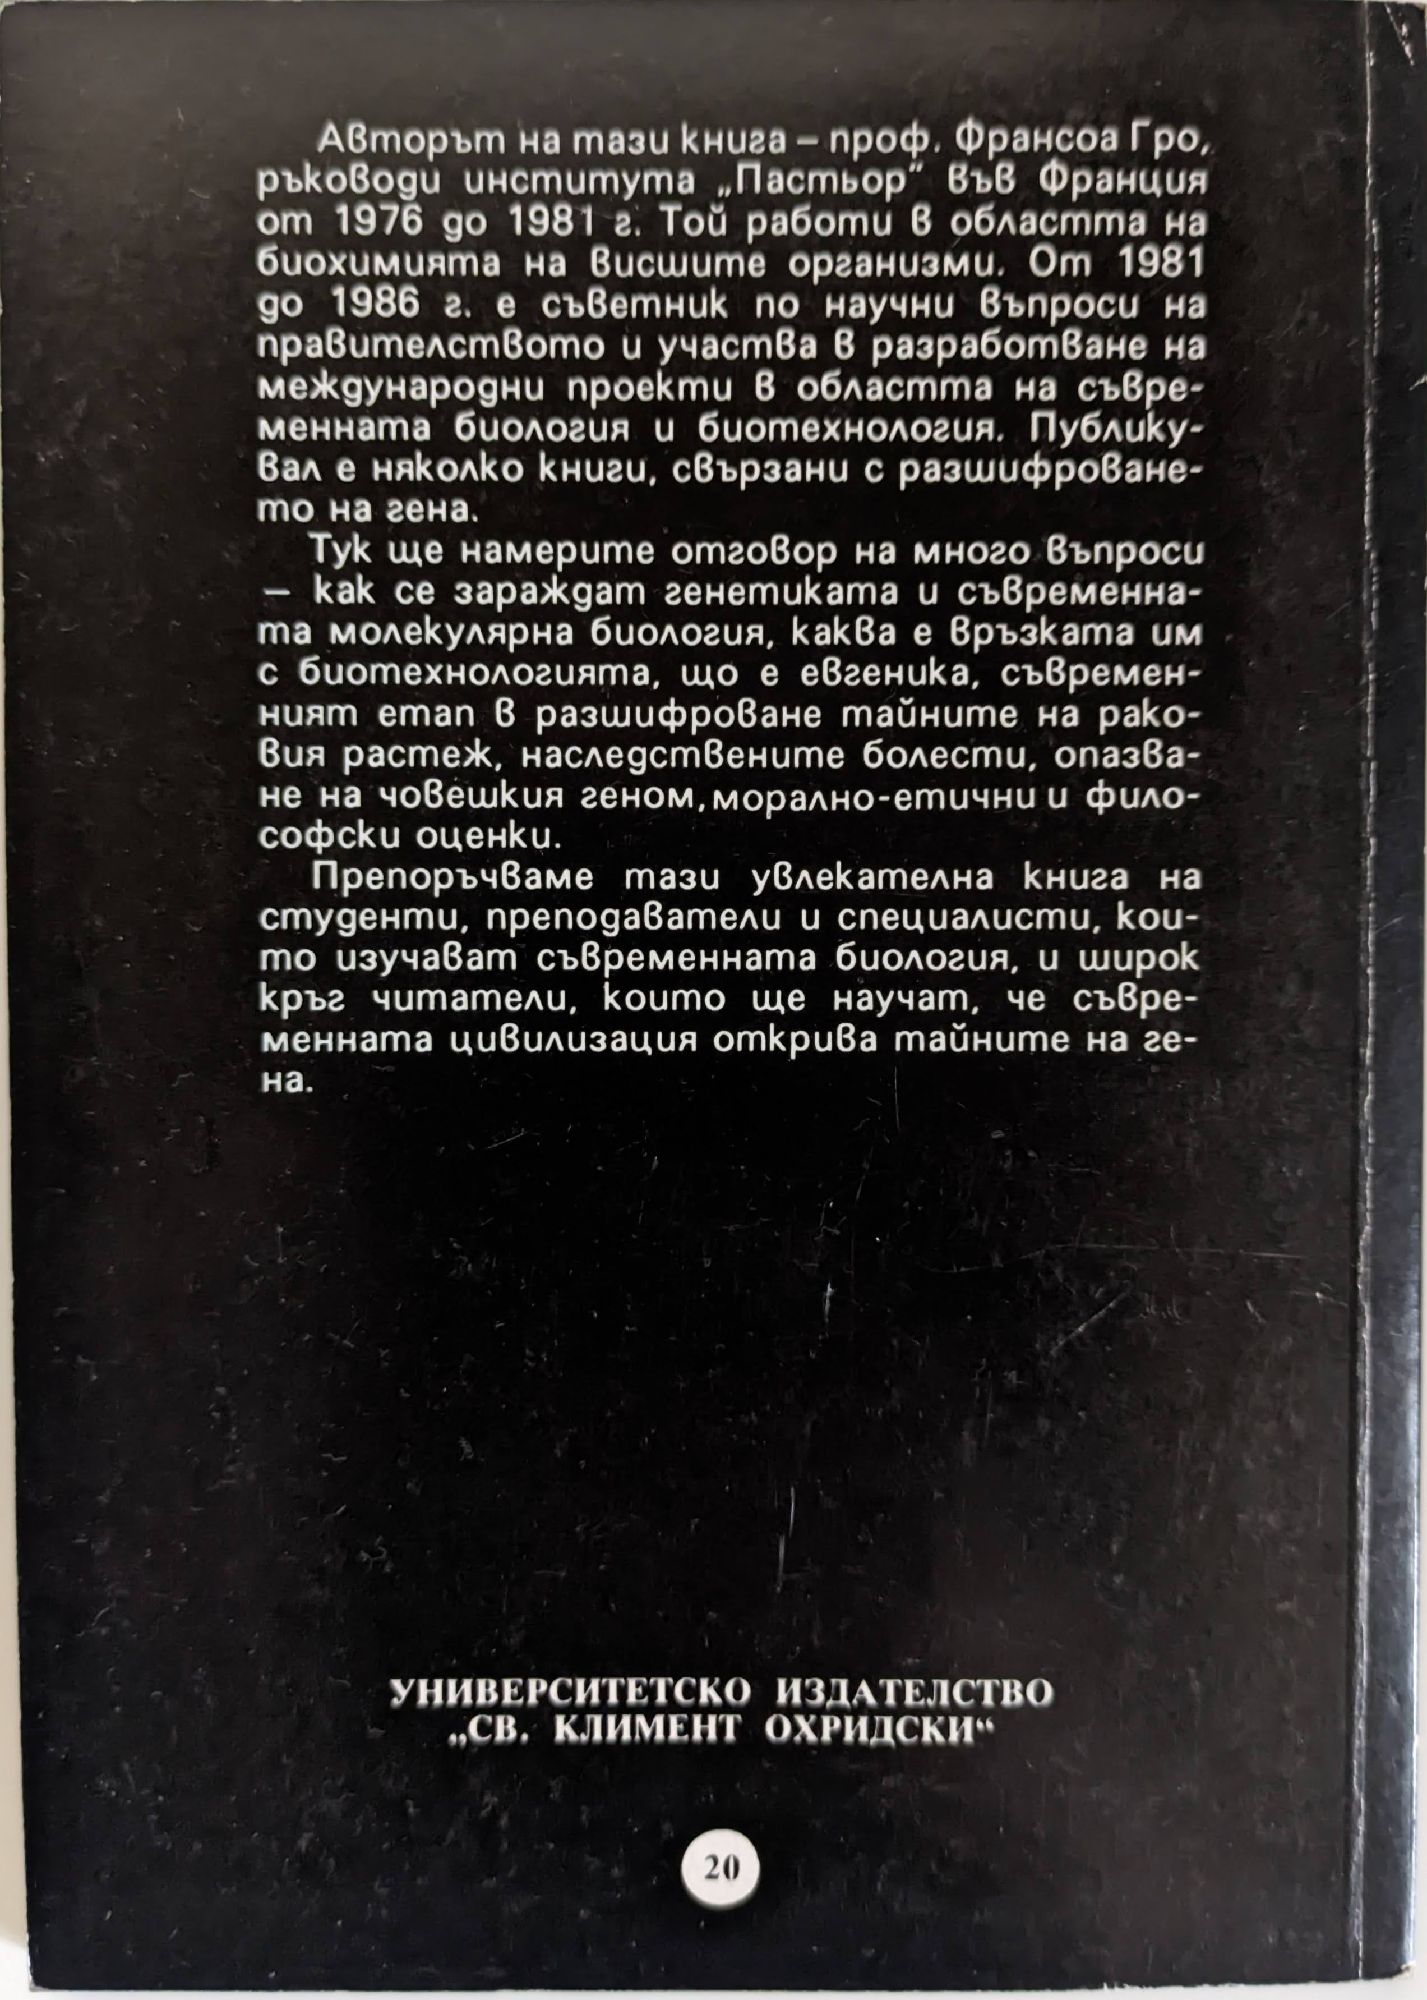 Авторът на тази книга – проф. Франсоа Гро,
ръководи института „Пастьор" във Франция
от 1976 до 1981 г. Той работи в областта на
биохимията на висшите организми. От 1981
до 1986 г. е съветник по научни въпроси на
правителството и участва в разработване на
международни проекти в областта на съвре-
менната биология и биотехнология. Публику-
вал е няколко книги, свързани с разшифроване-
то на гена.
Тук ще намерите отговор на много въпроси
– как се зараждат генетиката и съвременна-
та молекулярна биология, каква е връзката им
с биотехнологията, що е евгеника, съвремен-
ният етап в разшифроване тайните на рако-
вия растеж, наследствените болести, опазва-
не на човешкия геном, морално-етични и фило-
софски оценки.
Препоръчваме тази увлекателна книга на
студенти, преподаватели и специалисти, кои-
то изучават съвременната биология, и широк
кръг читатели, които ще научат, че съвре-
менната цивилизация открива тайните на ге-
на.
УНИВЕРСИТЕТСКО ИЗДАТЕЛСТВО
„СВ. КЛИМЕНТ ОХРИДСКИ“
20